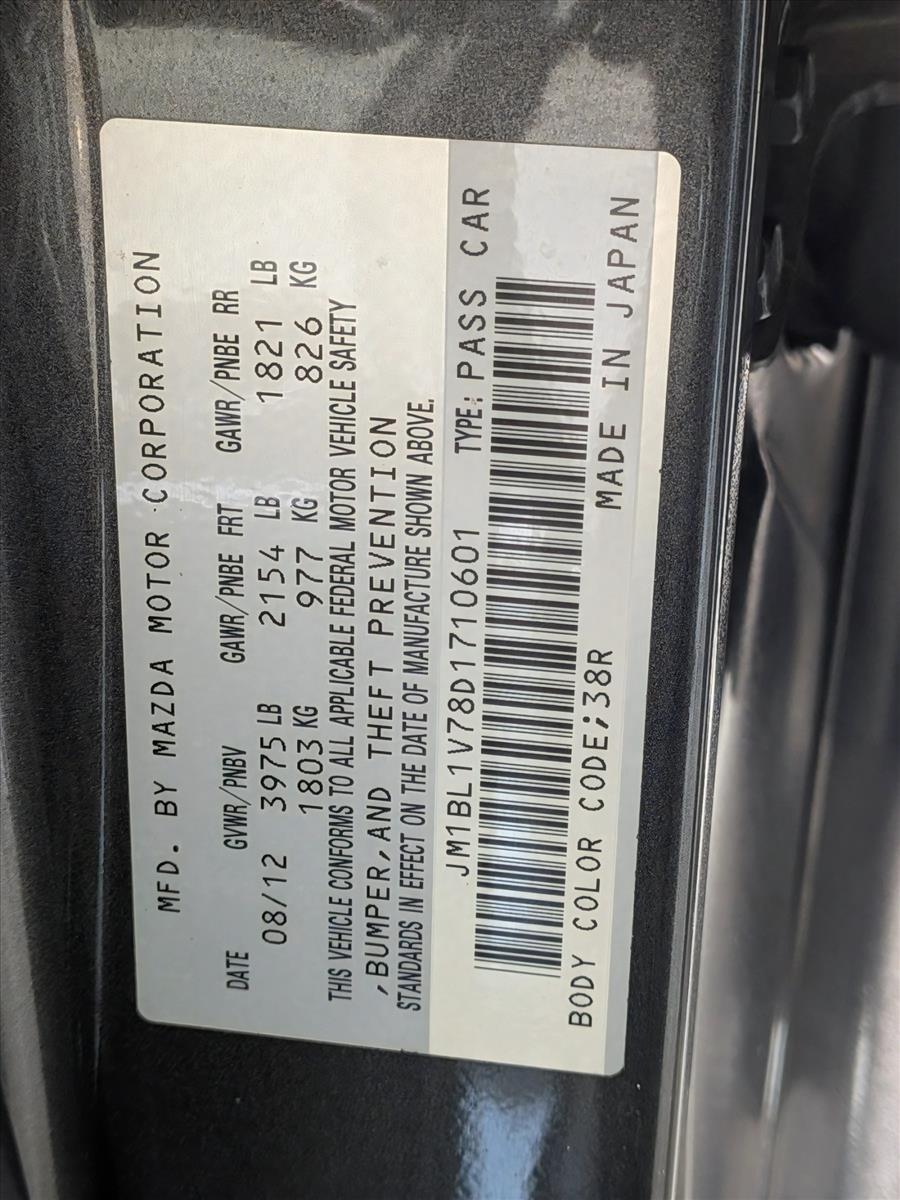 MFD. BY MAZDA MOTOR CORPORATION
DATE GVWR/PNBV GAWR/PNBE FRT GAWR/PNBE RR
08/12 3975 LB 2154 LB 1821 LB
1803 KG 977 KG 826 KG
THIS VEHICLE CONFORMS TO ALL APPLICABLE FEDERAL MOTOR VEHICLE SAFETY
,BUMPER,AND THEFT PREVENTION
STANDARDS IN EFFECT ON THE DATE OF MANUFACTURE SHOWN ABOVE.
JM1BL1V78D1710601 TYPE: PASS CAR
BODY COLOR CODE;38R MADE IN JAPAN